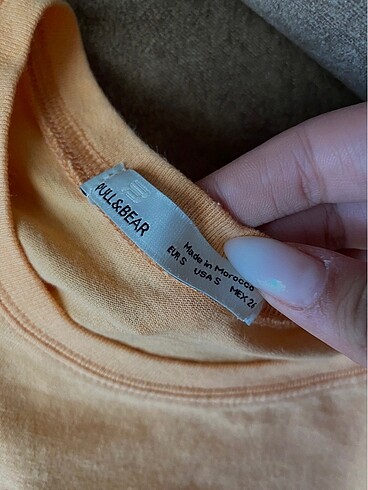 PULL&BEAR
Made in Morocco
EUR S USA S MEX 26